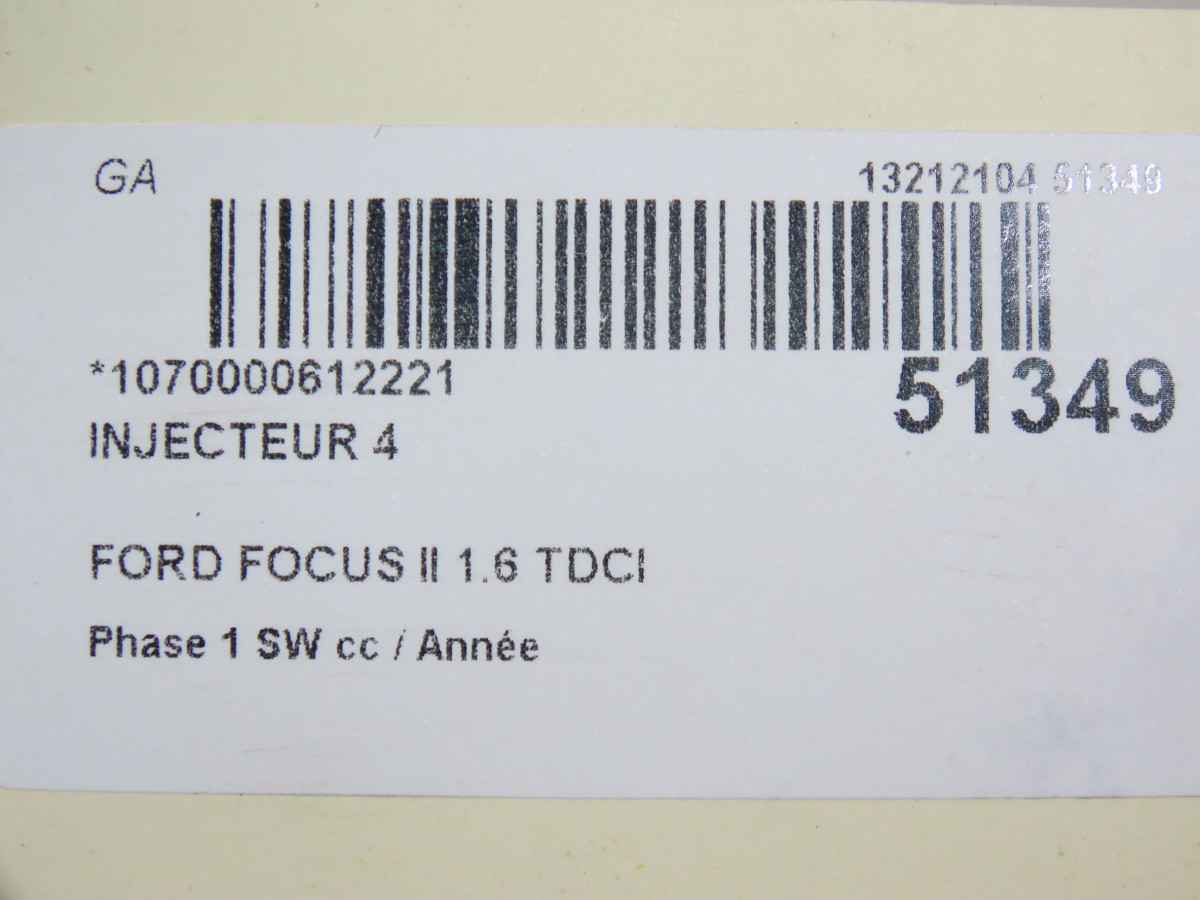 GA 13212104 51349
*1070000612221 51349
INJECTEUR 4
FORD FOCUS II 1.6 TDCI
Phase 1 SW cc / Année